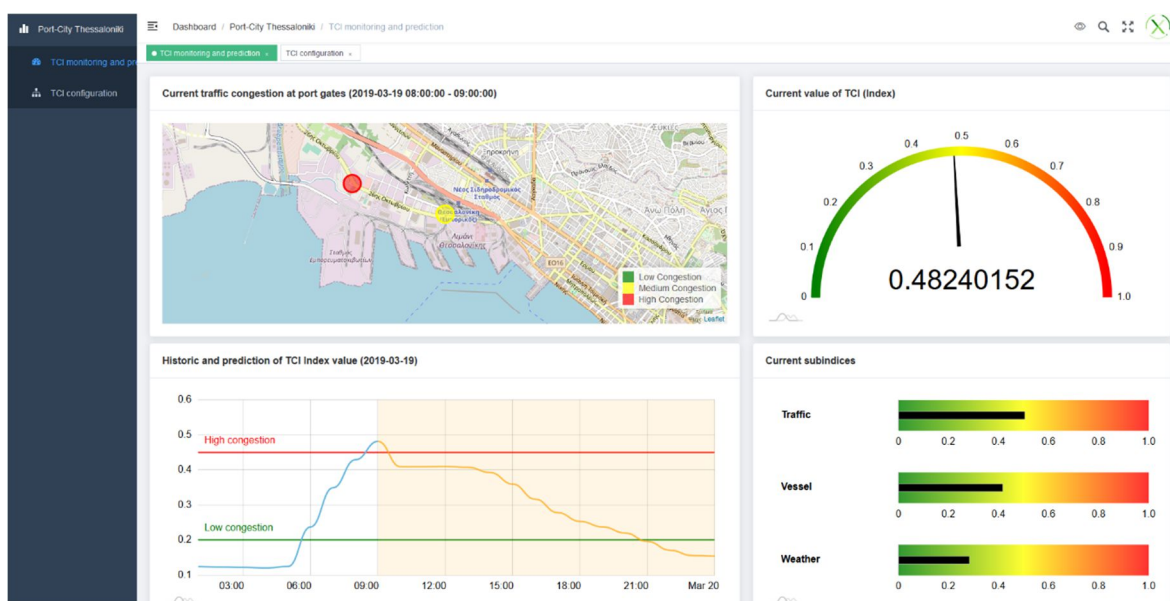 Port-City Thessaloniki
TCI monitoring and pre
TCI configuration
Dashboard / Port-City Thessaloniki / TCI monitoring and prediction
TCI monitoring and prediction ×
TCI configuration ×
Current traffic congestion at port gates (2019-03-19 08:00:00 - 09:00:00)
26ης Οκτωβρίου
Νέος Σιδηροδρομικός
Σταθμός
Θεσσαλονίκη
(Εμπορικός)
Λιμάνι
Θεσσαλονίκης
Σταθμός
Εμπορευματοκιβωτίων
Άνω Πόλη
EO16
Low Congestion
Medium Congestion
High Congestion
Leaflet
Current value of TCI (Index)
0
0.1
0.2
0.3
0.4
0.5
0.6
0.7
0.8
0.9
1.0
0.48240152
Historic and prediction of TCI Index value (2019-03-19)
0.6
0.5
High congestion
0.4
0.3
Low congestion
0.2
0.1
03:00 06:00 09:00 12:00 15:00 18:00 21:00 Mar 20
Current subindices
Traffic
0 0.2 0.4 0.6 0.8 1.0
Vessel
0 0.2 0.4 0.6 0.8 1.0
Weather
0 0.2 0.4 0.6 0.8 1.0